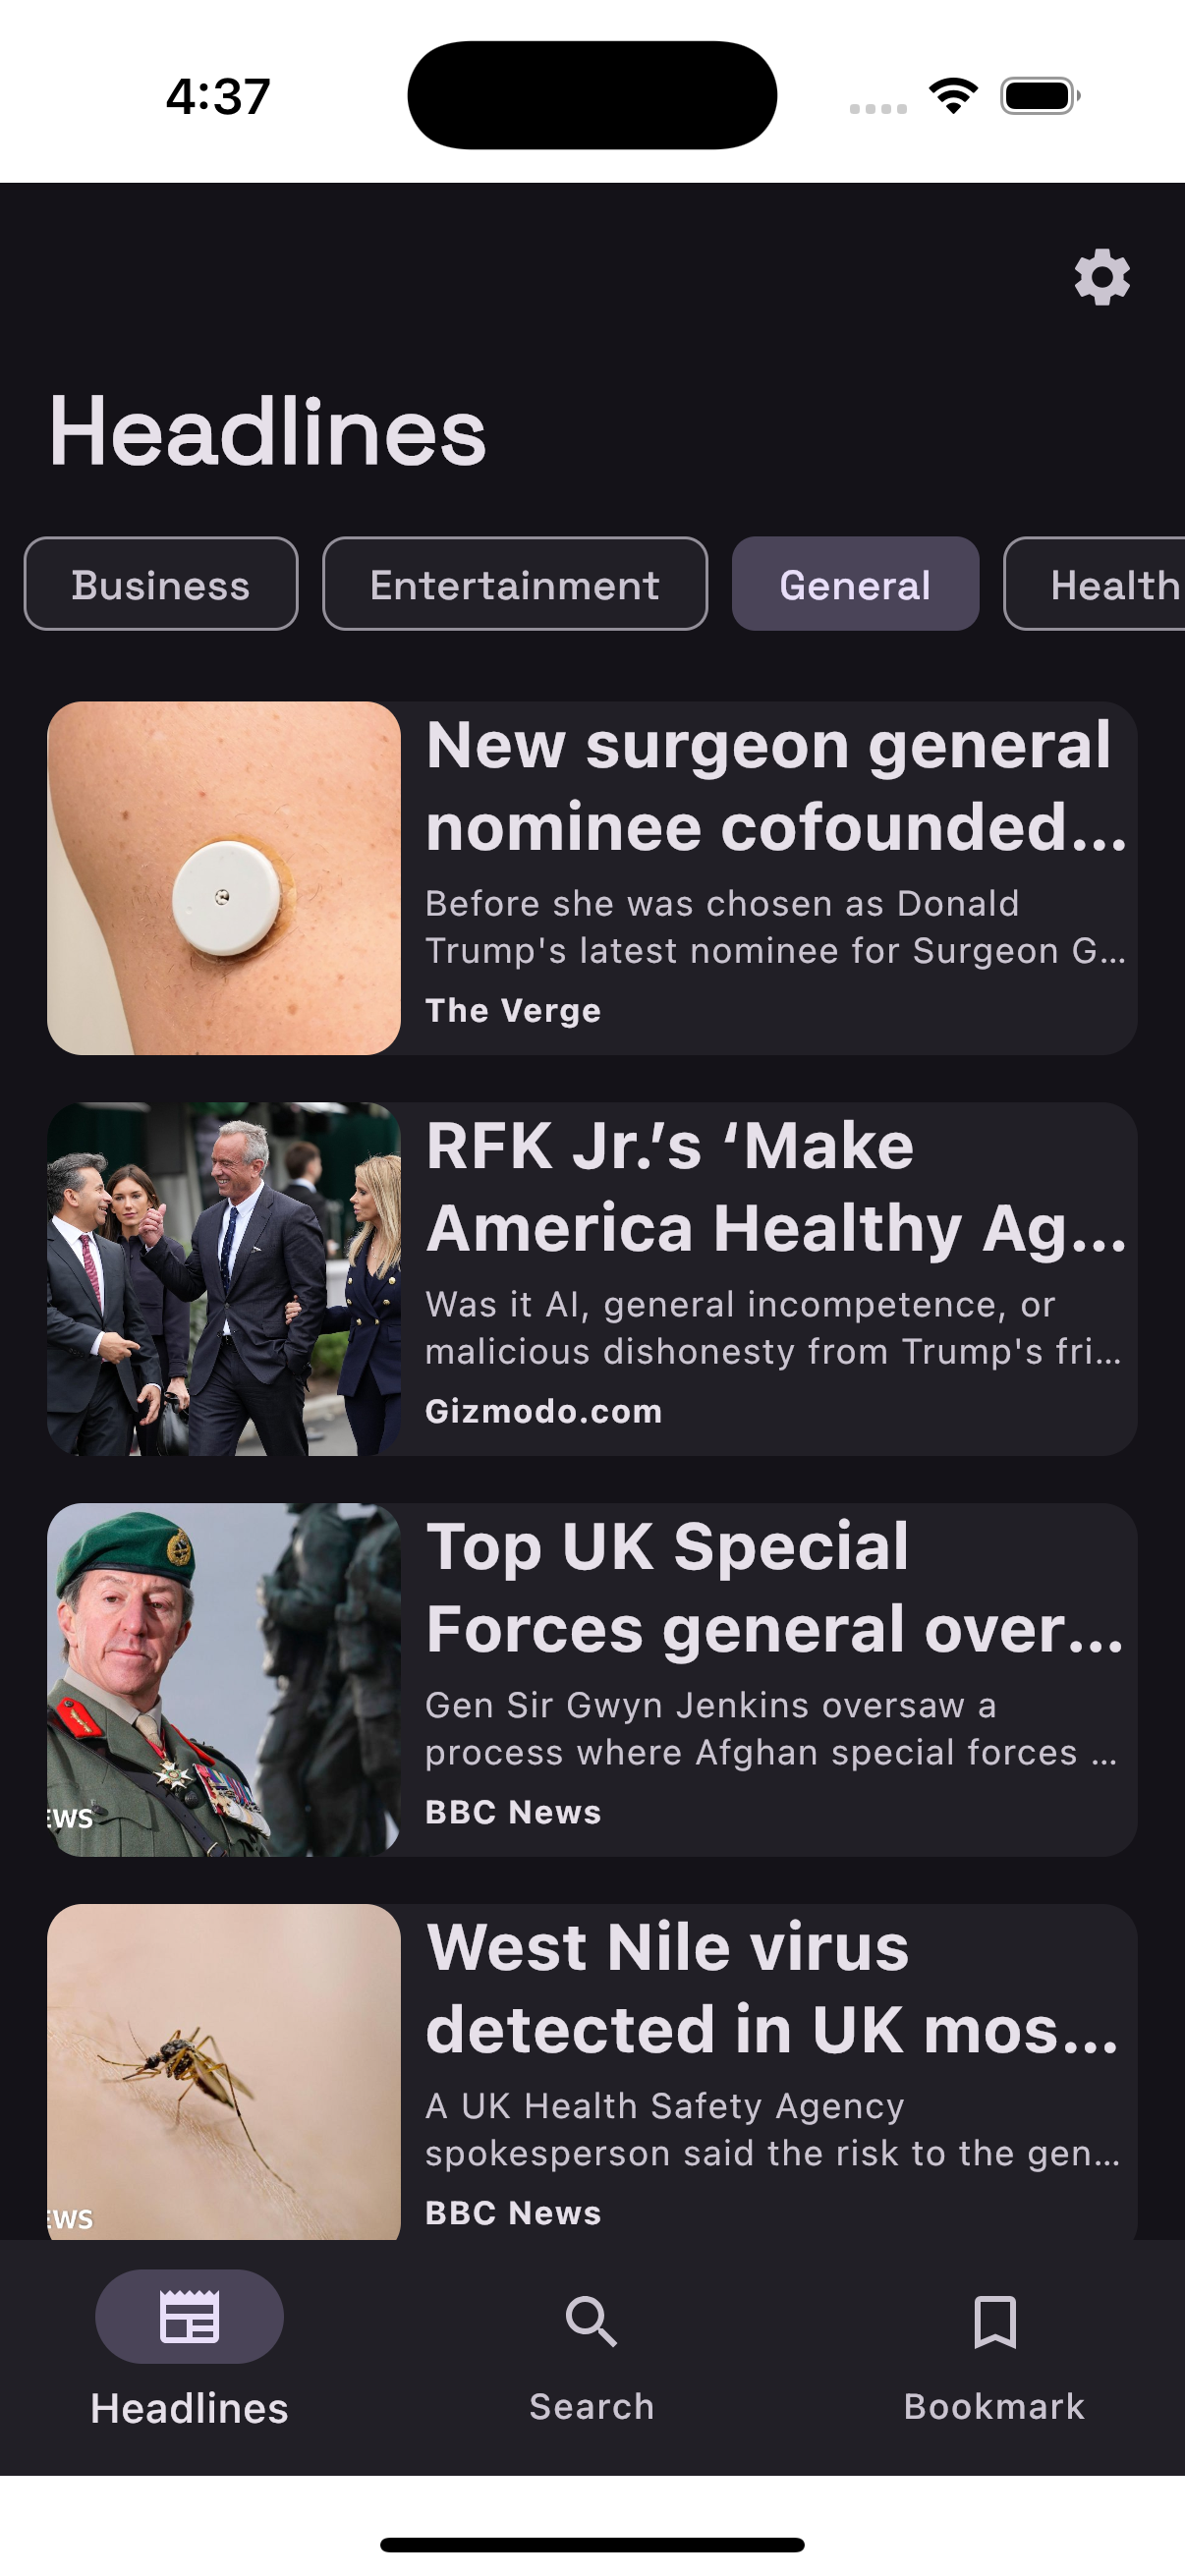 4:37
Headlines
Business
Entertainment
General
Health
New surgeon general
nominee cofounded...
Before she was chosen as Donald
Trump's latest nominee for Surgeon G...
The Verge
RFK Jr.’s ‘Make
America Healthy Ag...
Was it AI, general incompetence, or
malicious dishonesty from Trump's fri...
Gizmodo.com
Top UK Special
Forces general over...
Gen Sir Gwyn Jenkins oversaw a
process where Afghan special forces ...
EWS
BBC News
West Nile virus
detected in UK mos...
A UK Health Safety Agency
spokesperson said the risk to the gen...
EWS
BBC News
Headlines
Search
Bookmark